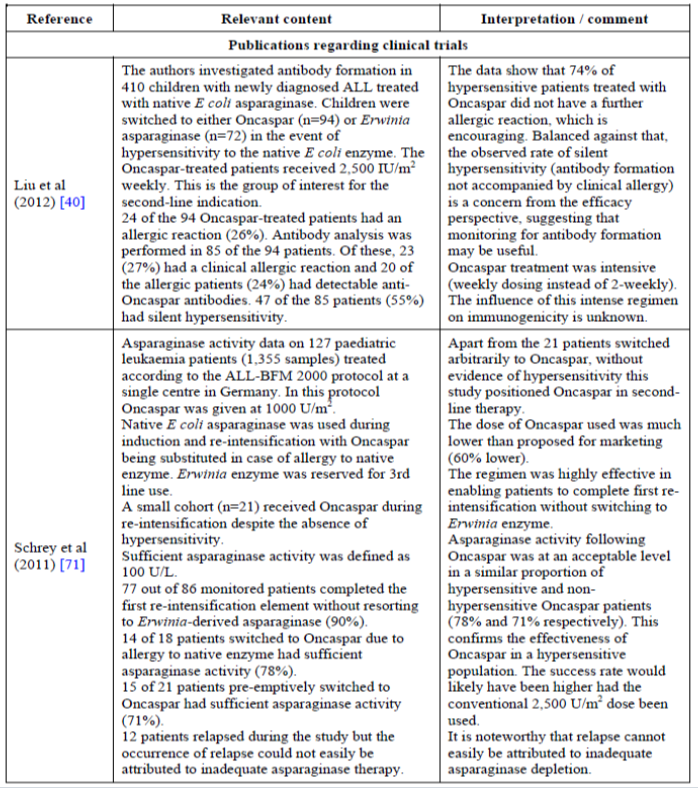 Reference
Relevant content
Interpretation / comment
Publications regarding clinical trials
Liu et al
(2012) [40]
The authors investigated antibody formation in
410 children with newly diagnosed ALL treated
with native E coli asparaginase. Children were
switched to either Oncaspar (n=94) or Erwinia
asparaginase (n=72) in the event of
hypersensitivity to the native E coli enzyme. The
Oncaspar-treated patients received 2,500 IU/m²
weekly. This is the group of interest for the
second-line indication.
24 of the 94 Oncaspar-treated patients had an
allergic reaction (26%). Antibody analysis was
performed in 85 of the 94 patients. Of these, 23
(27%) had a clinical allergic reaction and 20 of
the allergic patients (24%) had detectable anti-
Oncaspar antibodies. 47 of the 85 patients (55%)
had silent hypersensitivity.
The data show that 74% of
hypersensitive patients treated with
Oncaspar did not have a further
allergic reaction, which is
encouraging. Balanced against that,
the observed rate of silent
hypersensitivity (antibody formation
not accompanied by clinical allergy)
is a concern from the efficacy
perspective, suggesting that
monitoring for antibody formation
may be useful.
Oncaspar treatment was intensive
(weekly dosing instead of 2-weekly).
The influence of this intense regimen
on immunogenicity is unknown.
Schrey et al
(2011) [71]
Asparaginase activity data on 127 paediatric
leukaemia patients (1,355 samples) treated
according to the ALL-BFM 2000 protocol at a
single centre in Germany. In this protocol
Oncaspar was given at 1000 U/m².
Native E coli asparaginase was used during
induction and re-intensification with Oncaspar
being substituted in case of allergy to native
enzyme. Erwinia enzyme was reserved for 3rd
line use.
A small cohort (n=21) received Oncaspar during
re-intensification despite the absence of
hypersensitivity.
Sufficient asparaginase activity was defined as
100 U/L.
77 out of 86 monitored patients completed the
first re-intensification element without resorting
to Erwinia-derived asparaginase (90%).
14 of 18 patients switched to Oncaspar due to
allergy to native enzyme had sufficient
asparaginase activity (78%).
15 of 21 patients pre-emptively switched to
Oncaspar had sufficient asparaginase activity
(71%).
12 patients relapsed during the study but the
occurrence of relapse could not easily be
attributed to inadequate asparaginase therapy.
Apart from the 21 patients switched
arbitrarily to Oncaspar, without
evidence of hypersensitivity this
study positioned Oncaspar in second-
line therapy.
The dose of Oncaspar used was much
lower than proposed for marketing
(60% lower).
The regimen was highly effective in
enabling patients to complete first re-
intensification without switching to
Erwinia enzyme.
Asparaginase activity following
Oncaspar was at an acceptable level
in a similar proportion of
hypersensitive and non-
hypersensitive Oncaspar patients
(78% and 71% respectively). This
confirms the effectiveness of
Oncaspar in a hypersensitive
population. The success rate would
likely have been higher had the
conventional 2,500 U/m² dose been
used.
It is noteworthy that relapse cannot
easily be attributed to inadequate
asparaginase depletion.